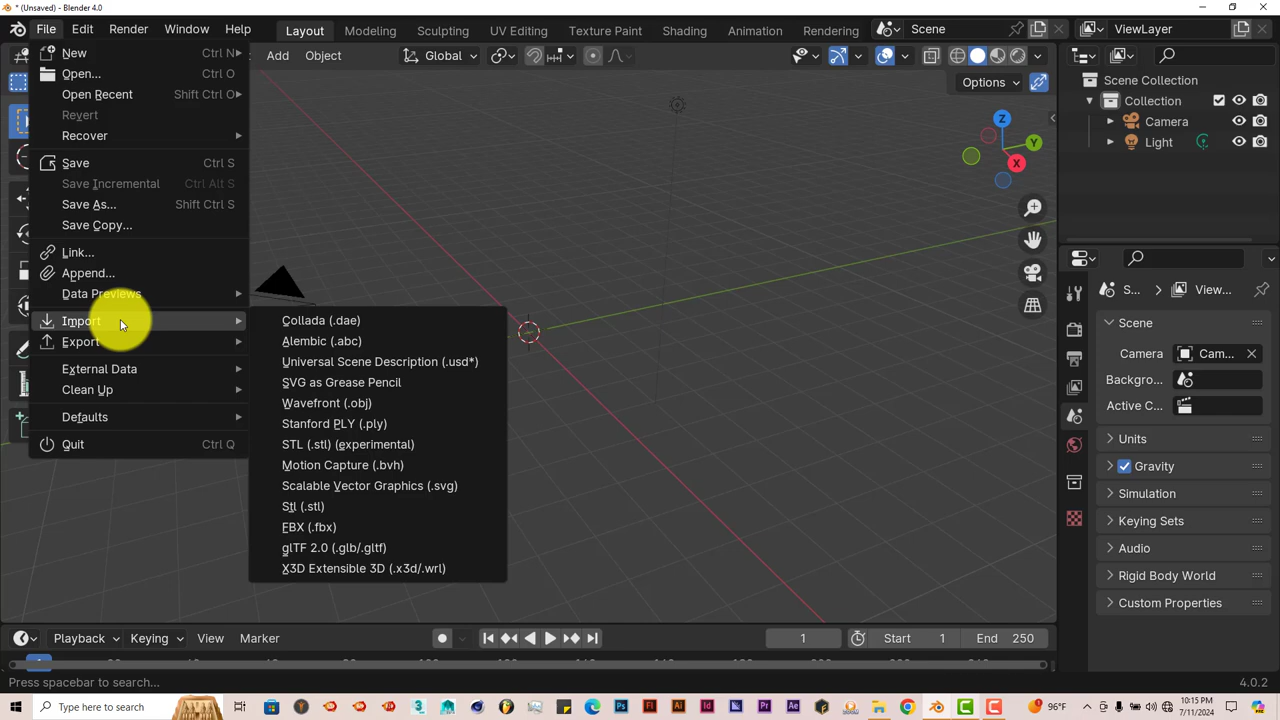 * (Unsaved) - Blender 4.0
File Edit Render Window Help Layout Modeling Sculpting UV Editing Texture Paint Shading Animation Rendering Scene ViewLayer
Add Object Global
Options
New Ctrl N
Open... Ctrl O
Open Recent Shift Ctrl O
Revert
Recover
Save Ctrl S
Save Incremental Ctrl Alt S
Save As... Shift Ctrl S
Save Copy...
Link...
Append...
Data Previews
Import
Export
External Data
Clean Up
Defaults
Quit Ctrl Q
Collada (.dae)
Alembic (.abc)
Universal Scene Description (.usd*)
SVG as Grease Pencil
Wavefront (.obj)
Stanford PLY (.ply)
STL (.stl) (experimental)
Motion Capture (.bvh)
Scalable Vector Graphics (.svg)
Stl (.stl)
FBX (.fbx)
glTF 2.0 (.glb/.gltf)
X3D Extensible 3D (.x3d/.wrl)
Z
Y
X
Scene Collection
Collection
Camera
Light
S... View...
Scene
Camera Cam...
Backgro...
Active C...
Units
Gravity
Simulation
Keying Sets
Audio
Rigid Body World
Custom Properties
Playback Keying View Marker 1 Start 1 End 250
Press spacebar to search... 4.0.2
Type here to search 96°F 10:15 PM
7/11/2024